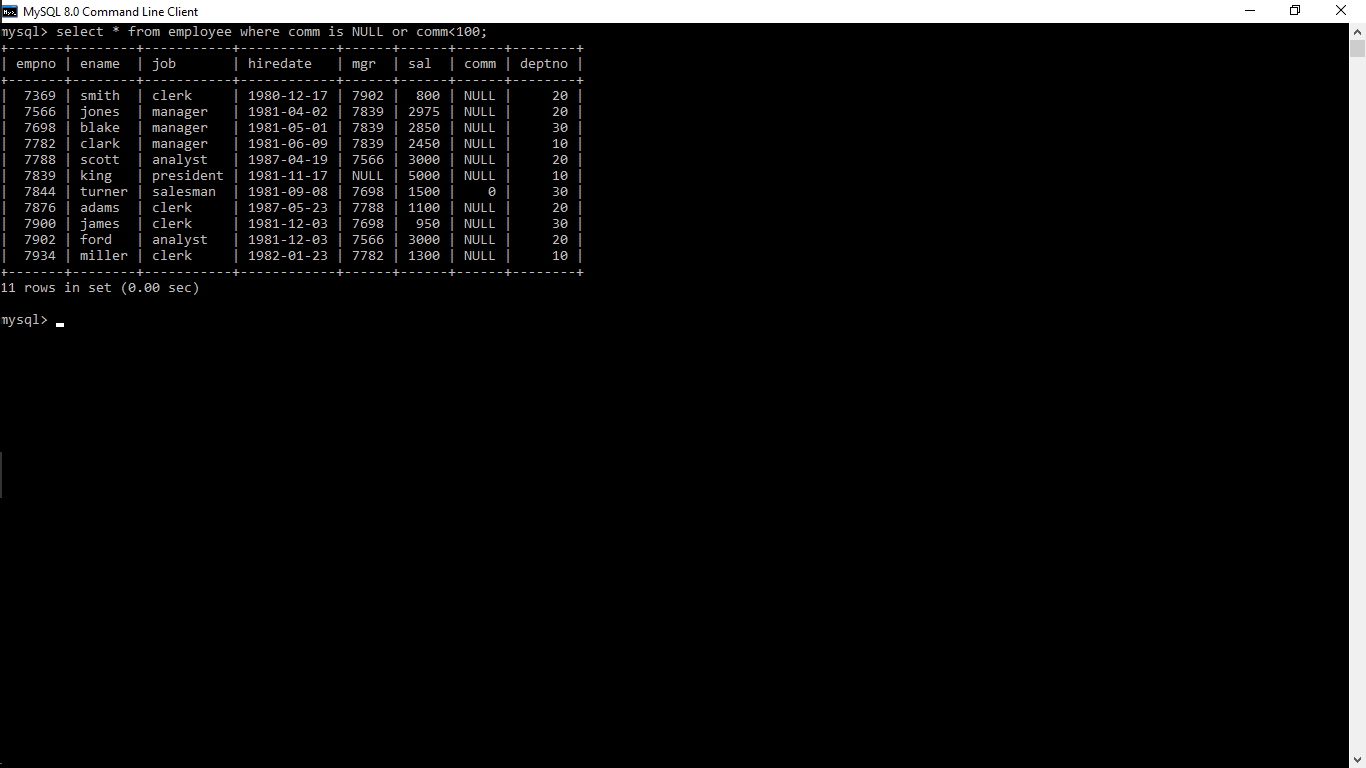 MySQL 8.0 Command Line Client
mysql> select * from employee where comm is NULL or comm<100;
+-------+--------+-----------+------------+------+------+------+--------+
| empno | ename  | job       | hiredate   | mgr  | sal  | comm | deptno |
+-------+--------+-----------+------------+------+------+------+--------+
|  7369 | smith  | clerk     | 1980-12-17 | 7902 |  800 | NULL |     20 |
|  7566 | jones  | manager   | 1981-04-02 | 7839 | 2975 | NULL |     20 |
|  7698 | blake  | manager   | 1981-05-01 | 7839 | 2850 | NULL |     30 |
|  7782 | clark  | manager   | 1981-06-09 | 7839 | 2450 | NULL |     10 |
|  7788 | scott  | analyst   | 1987-04-19 | 7566 | 3000 | NULL |     20 |
|  7839 | king   | president | 1981-11-17 | NULL | 5000 | NULL |     10 |
|  7844 | turner | salesman  | 1981-09-08 | 7698 | 1500 |    0 |     30 |
|  7876 | adams  | clerk     | 1987-05-23 | 7788 | 1100 | NULL |     20 |
|  7900 | james  | clerk     | 1981-12-03 | 7698 |  950 | NULL |     30 |
|  7902 | ford   | analyst   | 1981-12-03 | 7566 | 3000 | NULL |     20 |
|  7934 | miller | clerk     | 1982-01-23 | 7782 | 1300 | NULL |     10 |
+-------+--------+-----------+------------+------+------+------+--------+
11 rows in set (0.00 sec)
mysql>